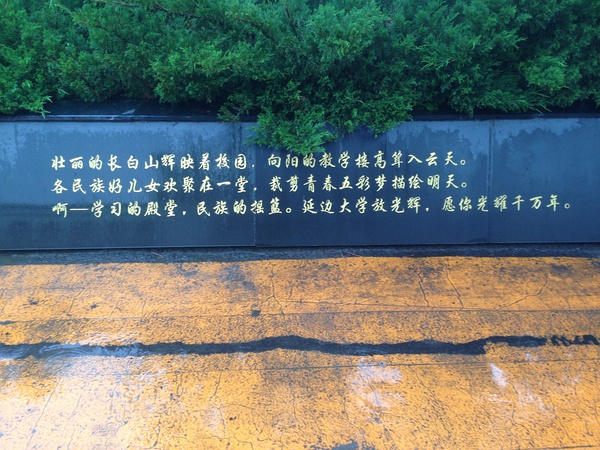 壮丽的长白山辉映着校园，向阳的教学楼高耸入云天。
各民族好儿女欢聚在一堂，裁剪青春五彩梦描绘明天。
啊—学习的殿堂，民族的摇篮。延边大学放光辉，愿你光耀千万年。